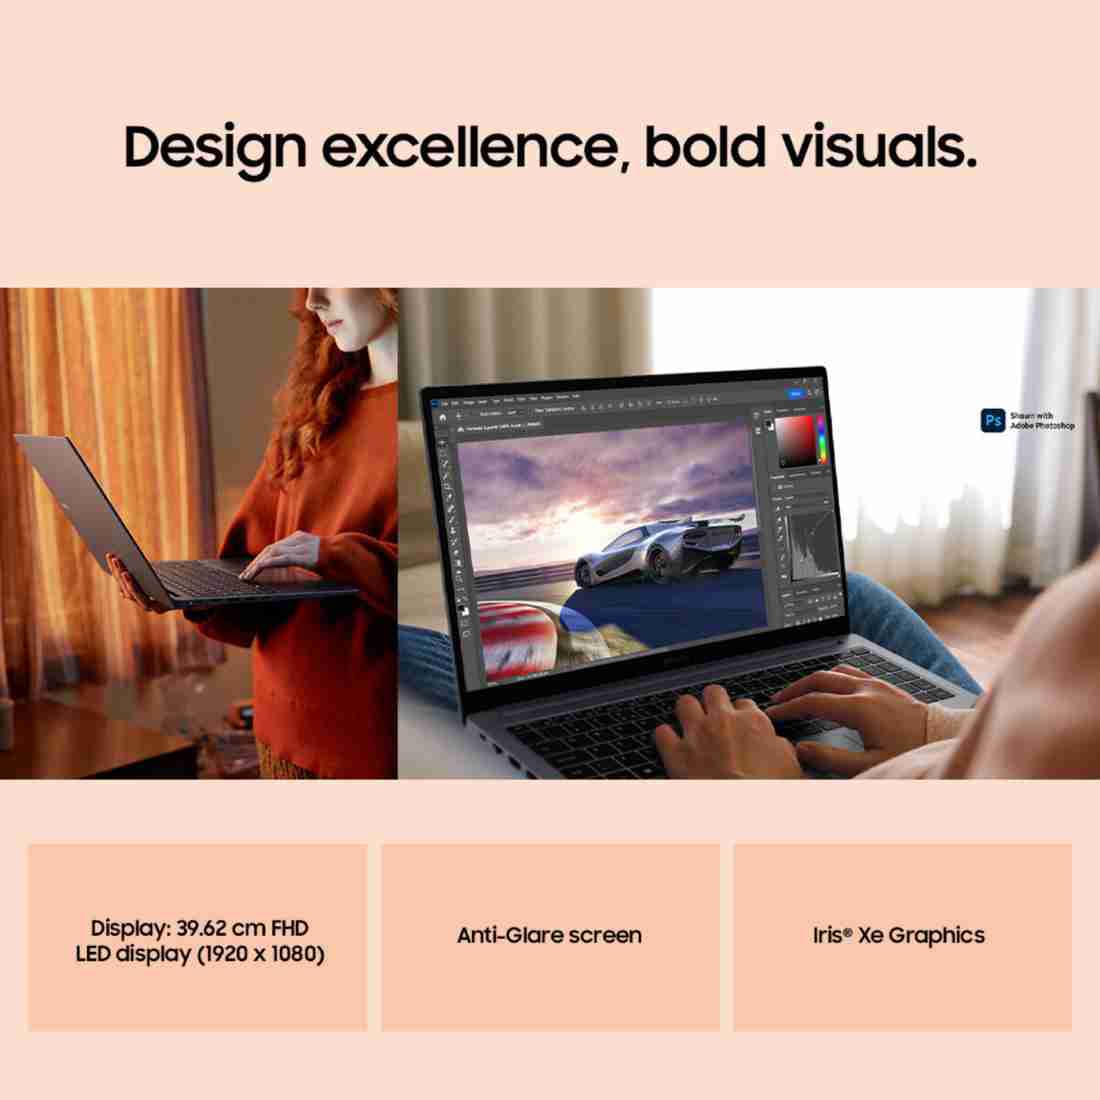 Design excellence, bold visuals.
Ps
Shown with
Adobe Photoshop
Display: 39.62 cm FHD
LED display (1920 x 1080)
Anti-Glare screen
Iris® Xe Graphics